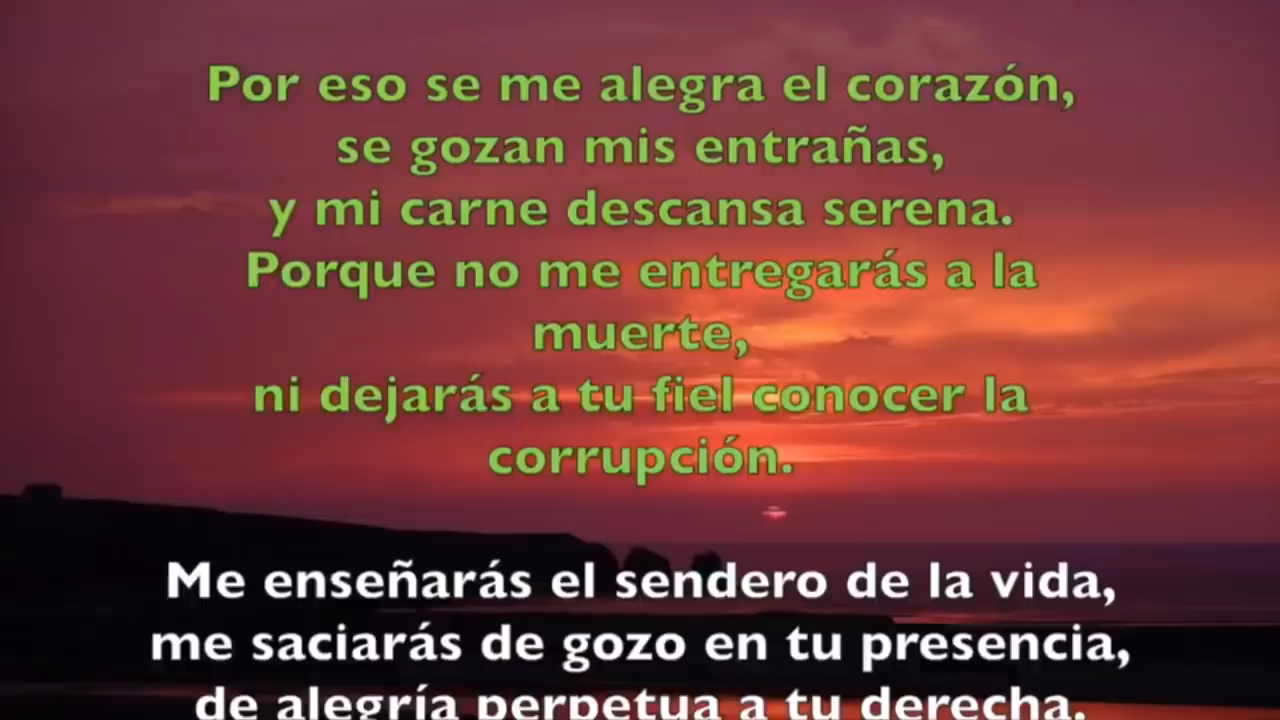 Por eso se me alegra el corazón,
se gozan mis entrañas,
y mi carne descansa serena.
Porque no me entregarás a la
muerte,
ni dejarás a tu fiel conocer la
corrupción.
Me enseñarás el sendero de la vida,
me saciarás de gozo en tu presencia,
de alegría perpetua a tu derecha.